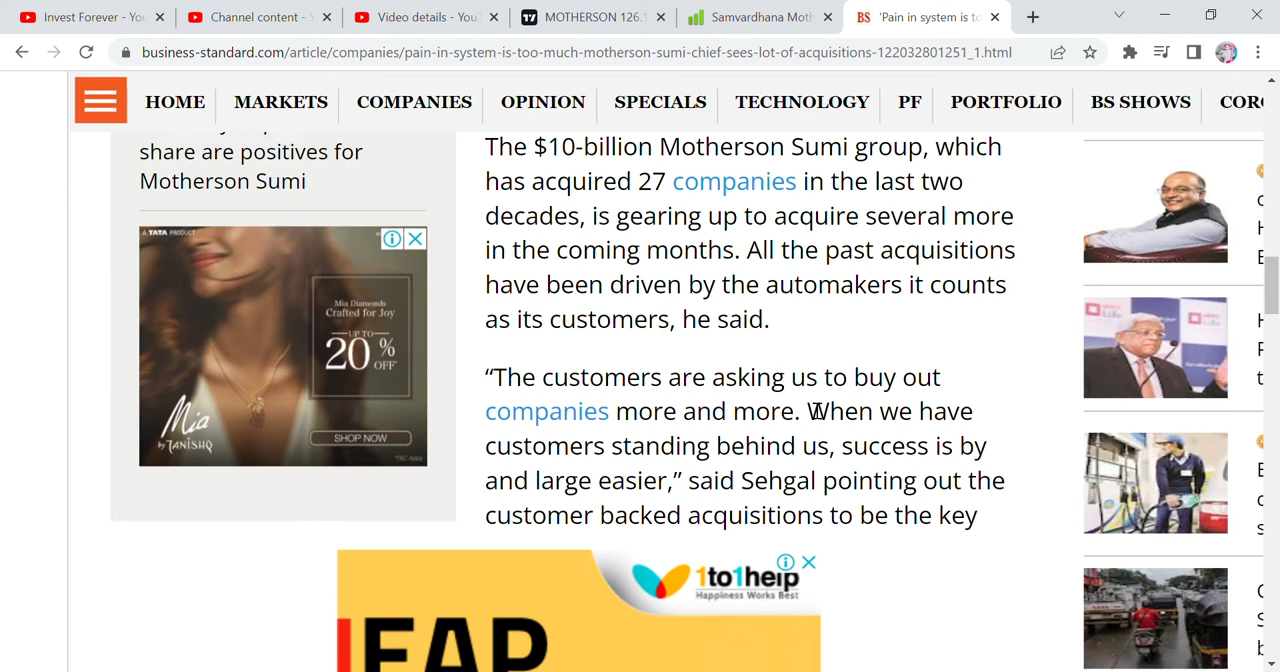 Invest Forever - Yo
Channel content - 
Video details - You
MOTHERSON 126.1
Samvardhana Moth
'Pain in system is to
business-standard.com/article/companies/pain-in-system-is-too-much-motherson-sumi-chief-sees-lot-of-acquisitions-122032801251_1.html
HOME MARKETS COMPANIES OPINION SPECIALS TECHNOLOGY PF PORTFOLIO BS SHOWS CORO
share are positives for
Motherson Sumi
A TATA PRODUCT
Mia Diamonds
Crafted for Joy
UP TO
20% OFF*
Mia
by TANISHQ
SHOP NOW
*T&C Apply
The $10-billion Motherson Sumi group, which
has acquired 27 companies in the last two
decades, is gearing up to acquire several more
in the coming months. All the past acquisitions
have been driven by the automakers it counts
as its customers, he said.
“The customers are asking us to buy out
companies more and more. When we have
customers standing behind us, success is by
and large easier,” said Sehgal pointing out the
customer backed acquisitions to be the key
1to1help
Happiness Works Best
EAP